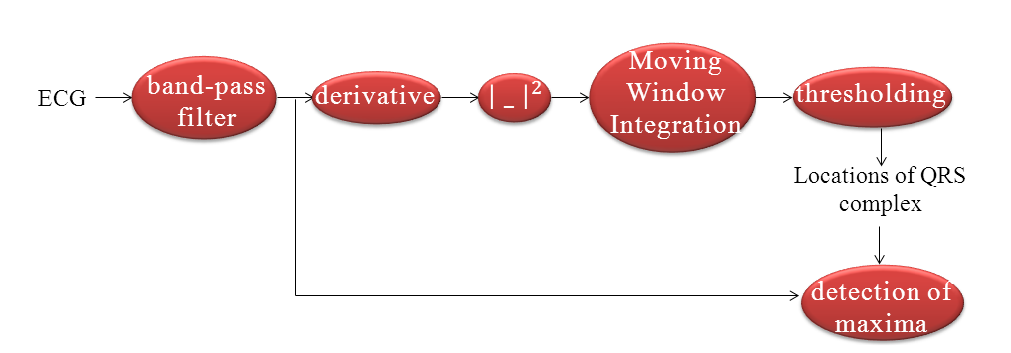 ECG
band-pass
filter
derivative
| _ |²
Moving
Window
Integration
thresholding
Locations of QRS
complex
detection of
maxima